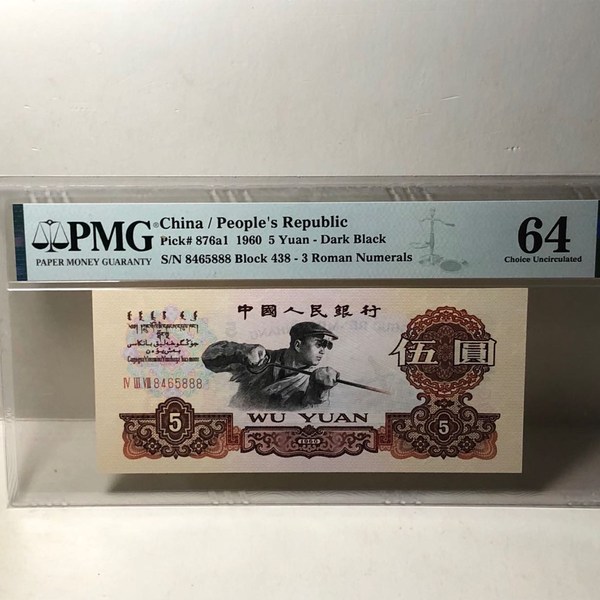 PMG
PAPER MONEY GUARANTY
China / People's Republic
Pick# 876a1 1960 5 Yuan - Dark Black
S/N 8465888 Block 438 - 3 Roman Numerals
64
Choice Uncirculated
中國人民銀行
伍圓
IV III VIII 8465888
5
WU YUAN
1960
5